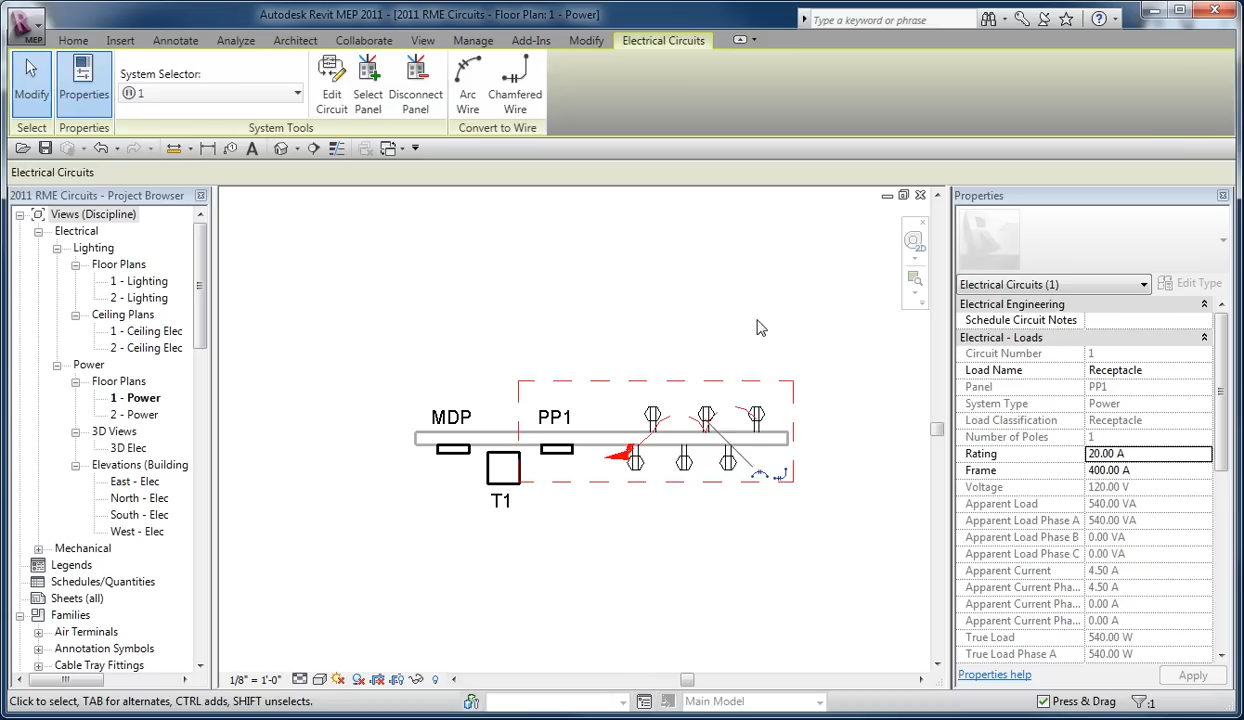 Autodesk Revit MEP 2011 - [2011 RME Circuits - Floor Plan: 1 - Power]
Type a keyword or phrase
MEP
Home Insert Annotate Analyze Architect Collaborate View Manage Add-Ins Modify Electrical Circuits
System Selector:
1
Modify
Properties
Edit Circuit
Select Panel
Disconnect Panel
Arc Wire
Chamfered Wire
Select
Properties
System Tools
Convert to Wire
Electrical Circuits
2011 RME Circuits - Project Browser
Views (Discipline)
Electrical
Lighting
Floor Plans
1 - Lighting
2 - Lighting
Ceiling Plans
1 - Ceiling Elec
2 - Ceiling Elec
Power
Floor Plans
1 - Power
2 - Power
3D Views
3D Elec
Elevations (Building
East - Elec
North - Elec
South - Elec
West - Elec
Mechanical
Legends
Schedules/Quantities
Sheets (all)
Families
Air Terminals
Annotation Symbols
Cable Tray Fittings
2D
MDP
PP1
T1
Properties
Electrical Circuits (1)
Edit Type
Electrical Engineering
Schedule Circuit Notes
Electrical - Loads
Circuit Number 1
Load Name Receptacle
Panel PP1
System Type Power
Load Classification Receptacle
Number of Poles 1
Rating 20.00 A
Frame 400.00 A
Voltage 120.00 V
Apparent Load 540.00 VA
Apparent Load Phase A 540.00 VA
Apparent Load Phase B 0.00 VA
Apparent Load Phase C 0.00 VA
Apparent Current 4.50 A
Apparent Current Pha... 4.50 A
Apparent Current Pha... 0.00 A
Apparent Current Pha... 0.00 A
True Load 540.00 W
True Load Phase A 540.00 W
Properties help
Apply
1/8" = 1'-0"
Click to select, TAB for alternates, CTRL adds, SHIFT unselects.
Main Model
Press & Drag
:1